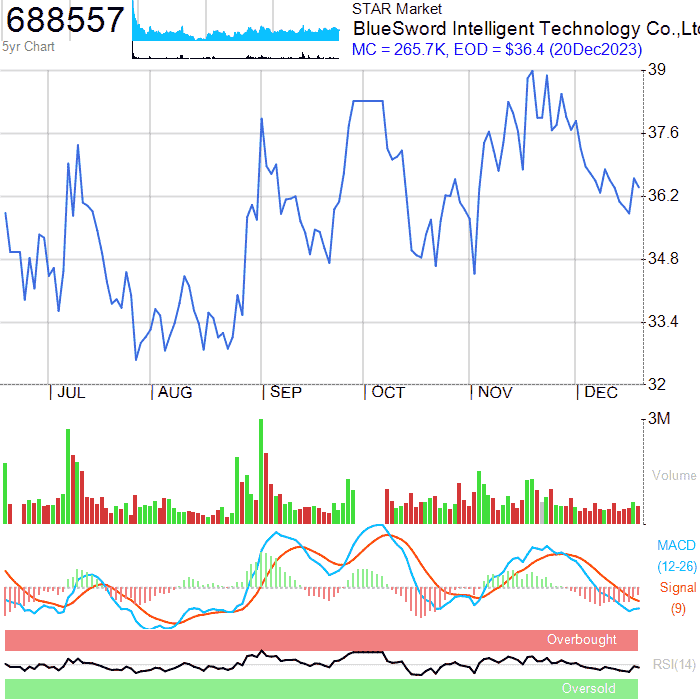 688557
5yr Chart
STAR Market
BlueSword Intelligent Technology Co.,Ltd
MC = 265.7K, EOD = $36.4 (20Dec2023)
39
37.6
36.2
34.8
33.4
32
JUL AUG SEP OCT NOV DEC
3M
Volume
MACD
(12-26)
Signal
(9)
Overbought
RSI(14)
Oversold